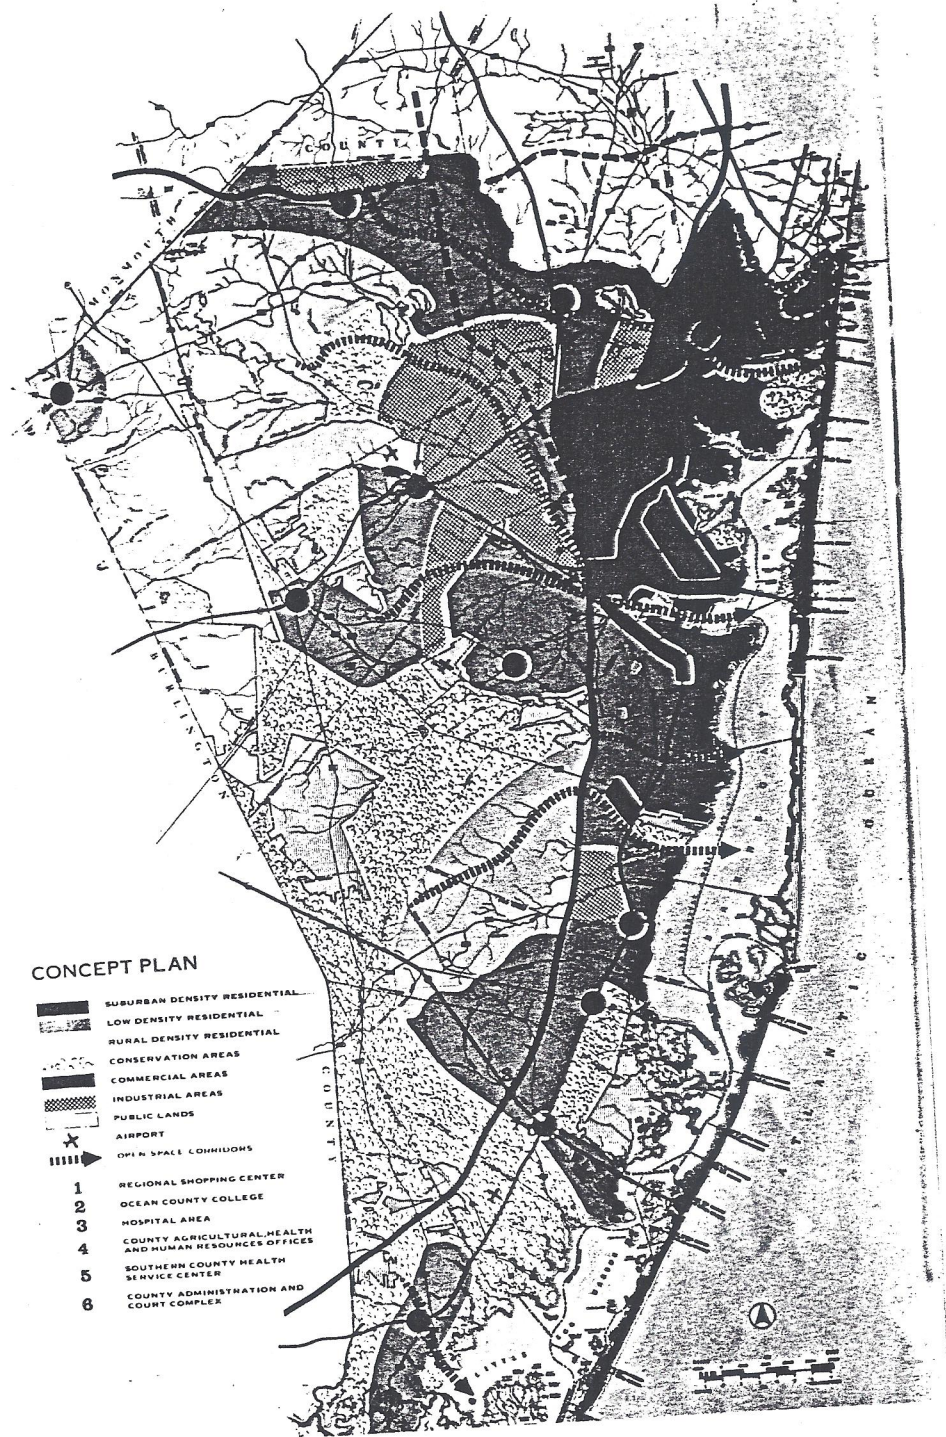 COUNTY
MONMOUTH
BURLINGTON
OCEAN
CONCEPT PLAN
SUBURBAN DENSITY RESIDENTIAL
LOW DENSITY RESIDENTIAL
RURAL DENSITY RESIDENTIAL
CONSERVATION AREAS
COMMERCIAL AREAS
INDUSTRIAL AREAS
PUBLIC LANDS
AIRPORT
OPEN SPACE CORRIDORS
1 REGIONAL SHOPPING CENTER
2 OCEAN COUNTY COLLEGE
3 HOSPITAL AREA
4 COUNTY AGRICULTURAL, HEALTH
AND HUMAN RESOURCES OFFICES
5 SOUTHERN COUNTY HEALTH
SERVICE CENTER
6 COUNTY ADMINISTRATION AND
COURT COMPLEX
COUNTY